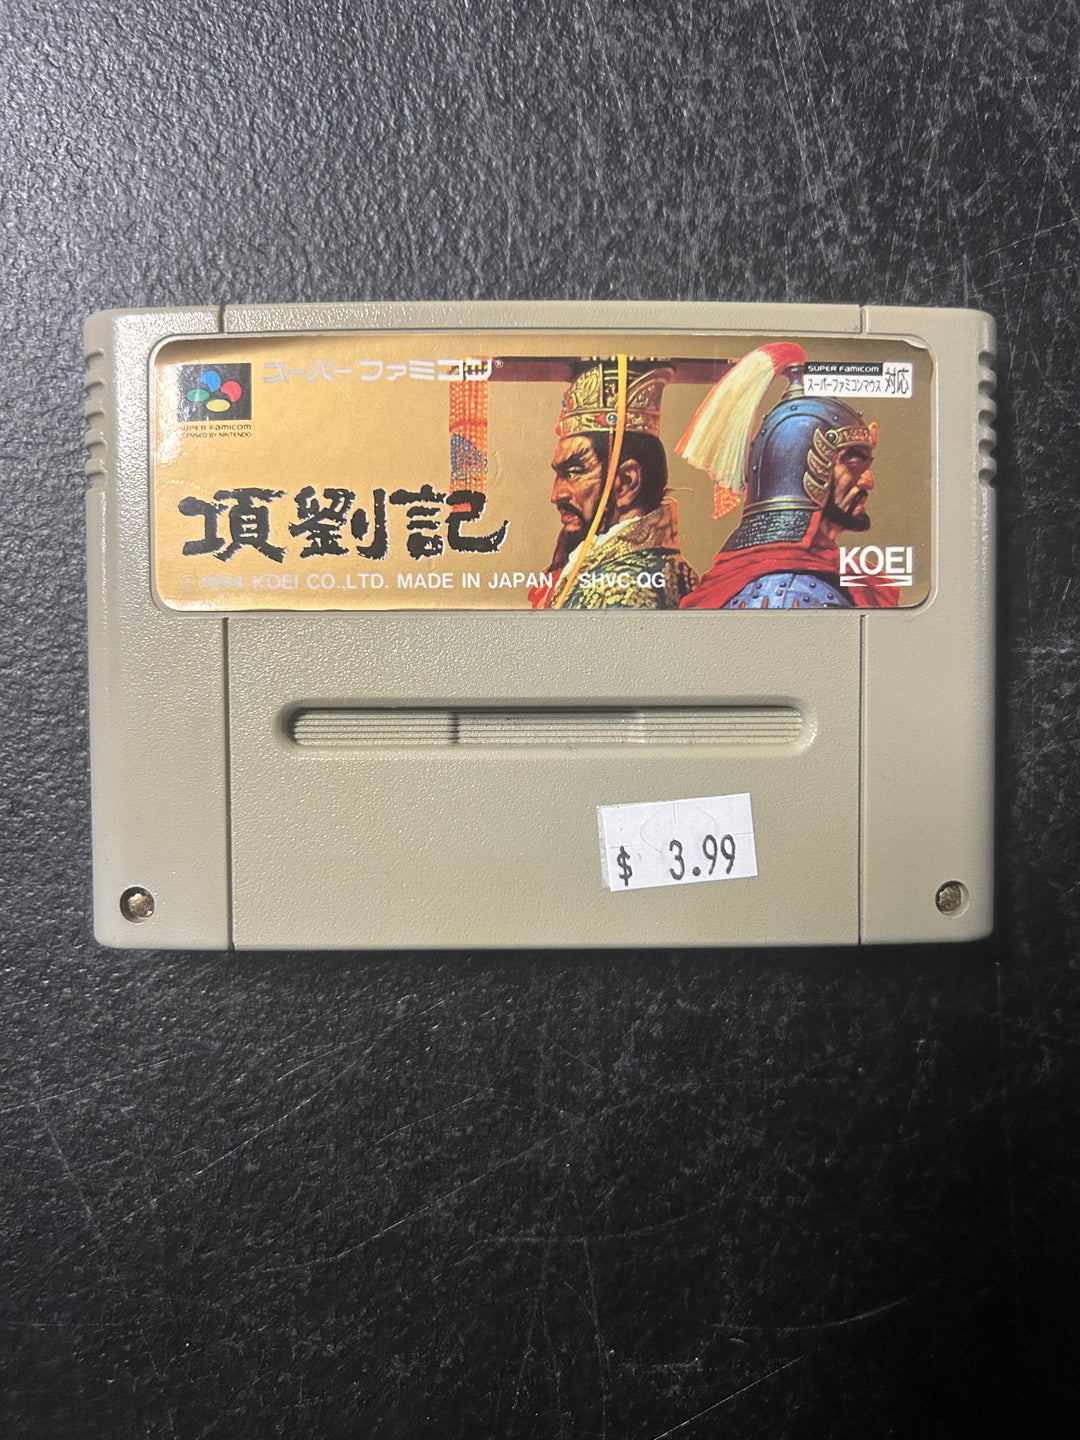 スーパーファミコン®
SUPER FAMICOM
スーパーファミコンマウス 対応
SUPER FAMICOM
LICENSED BY NINTENDO
項劉記
KOEI
©1994 KOEI CO.,LTD. MADE IN JAPAN SHVC-QG
$ 3.99